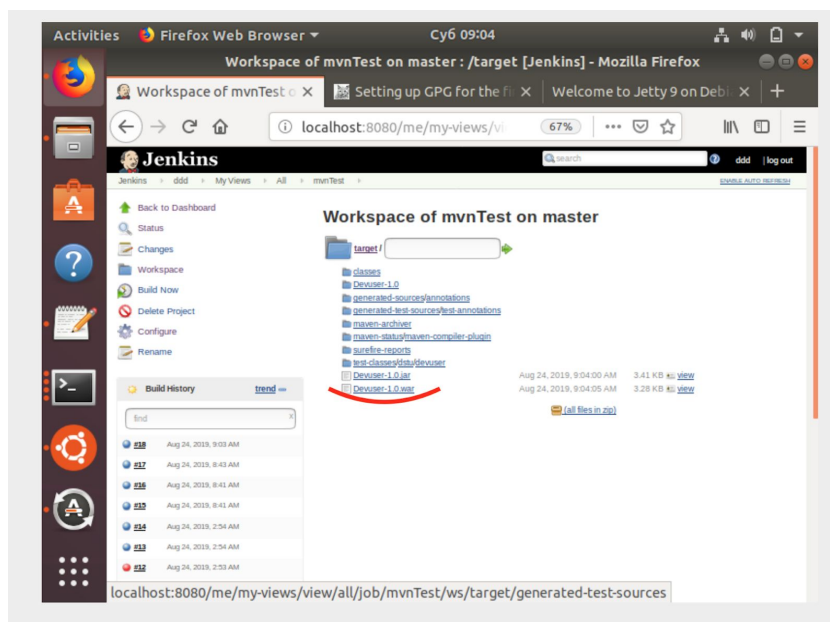 Activities Firefox Web Browser Суб 09:04
Workspace of mvnTest on master : /target [Jenkins] - Mozilla Firefox
Workspace of mvnTest o Setting up GPG for the fi Welcome to Jetty 9 on Debi
localhost:8080/me/my-views/vi 67%
Jenkins search ddd | log out
Jenkins ddd My Views All mvnTest ENABLE AUTO REFRESH
Back to Dashboard
Status
Changes
Workspace
Build Now
Delete Project
Configure
Rename
Build History trend
find x
#18 Aug 24, 2019, 9:03 AM
#17 Aug 24, 2019, 8:43 AM
#16 Aug 24, 2019, 8:41 AM
#15 Aug 24, 2019, 8:41 AM
#14 Aug 24, 2019, 2:54 AM
#13 Aug 24, 2019, 2:54 AM
#12 Aug 24, 2019, 2:53 AM
Workspace of mvnTest on master
target /
classes
Devuser-1.0
generated-sources/annotations
generated-test-sources/test-annotations
maven-archiver
maven-status/maven-compiler-plugin
surefire-reports
test-classes/dstu/devuser
Devuser-1.0.jar Aug 24, 2019, 9:04:00 AM 3.41 KB view
Devuser-1.0.war Aug 24, 2019, 9:04:05 AM 3.28 KB view
(all files in zip)
localhost:8080/me/my-views/view/all/job/mvnTest/ws/target/generated-test-sources